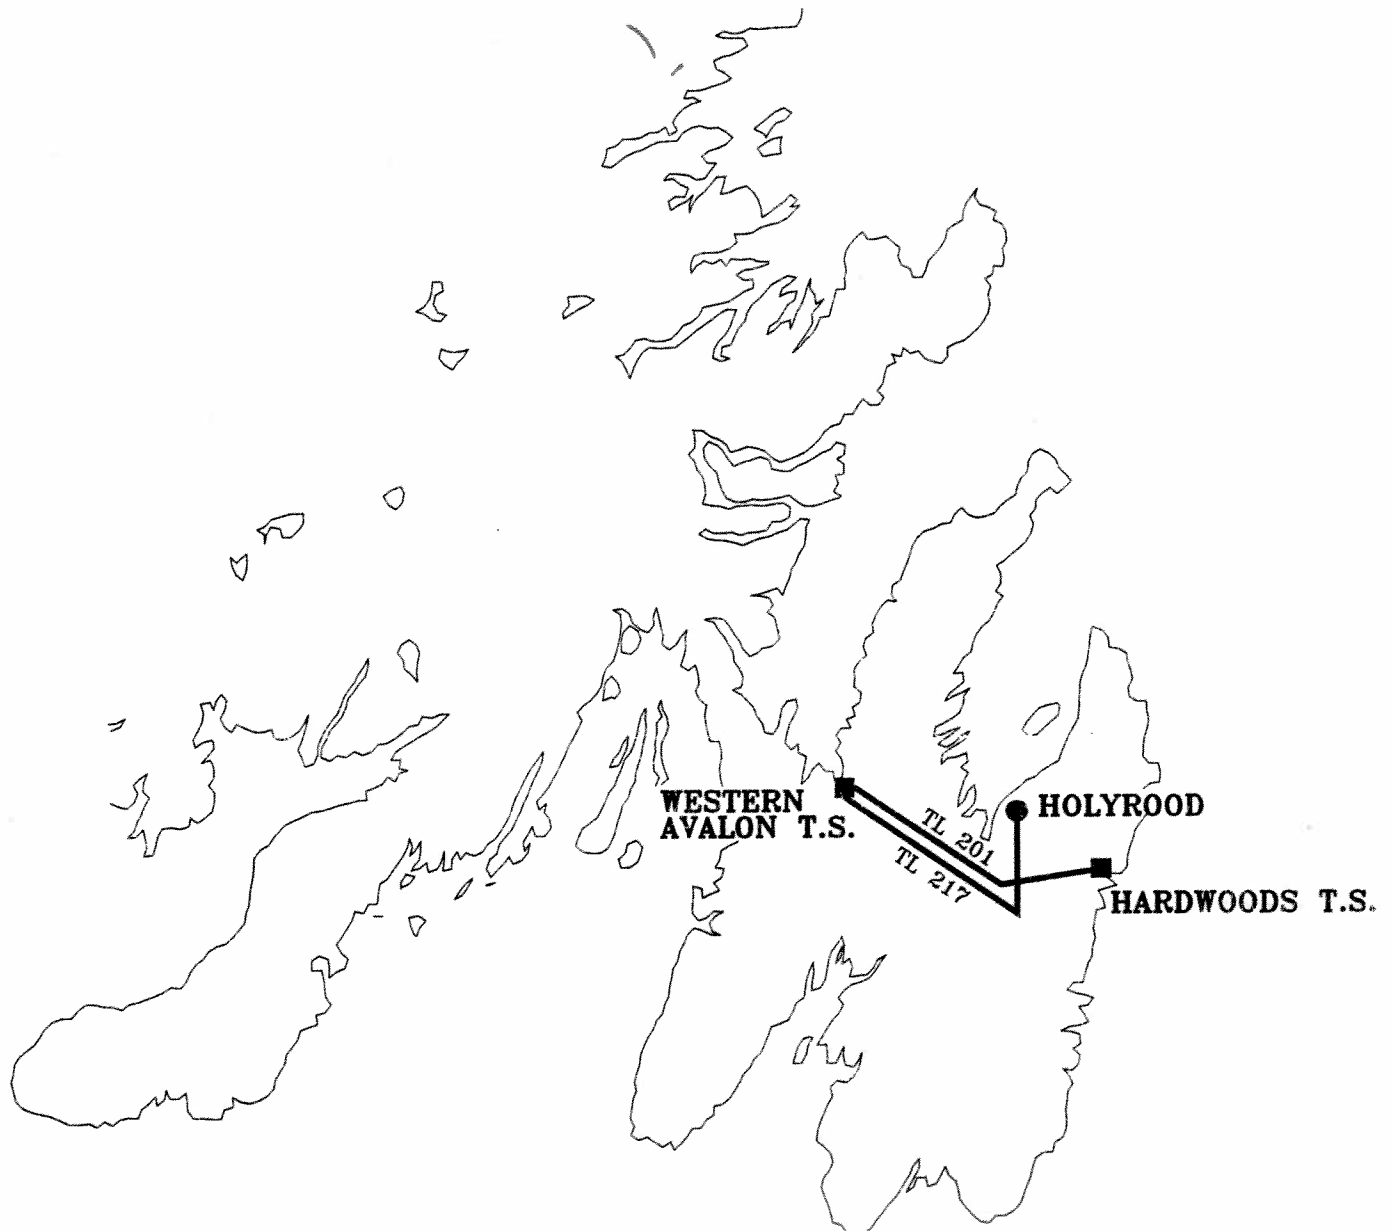 WESTERN
AVALON T.S.
TL 201
TL 217
HOLYROOD
HARDWOODS T.S.